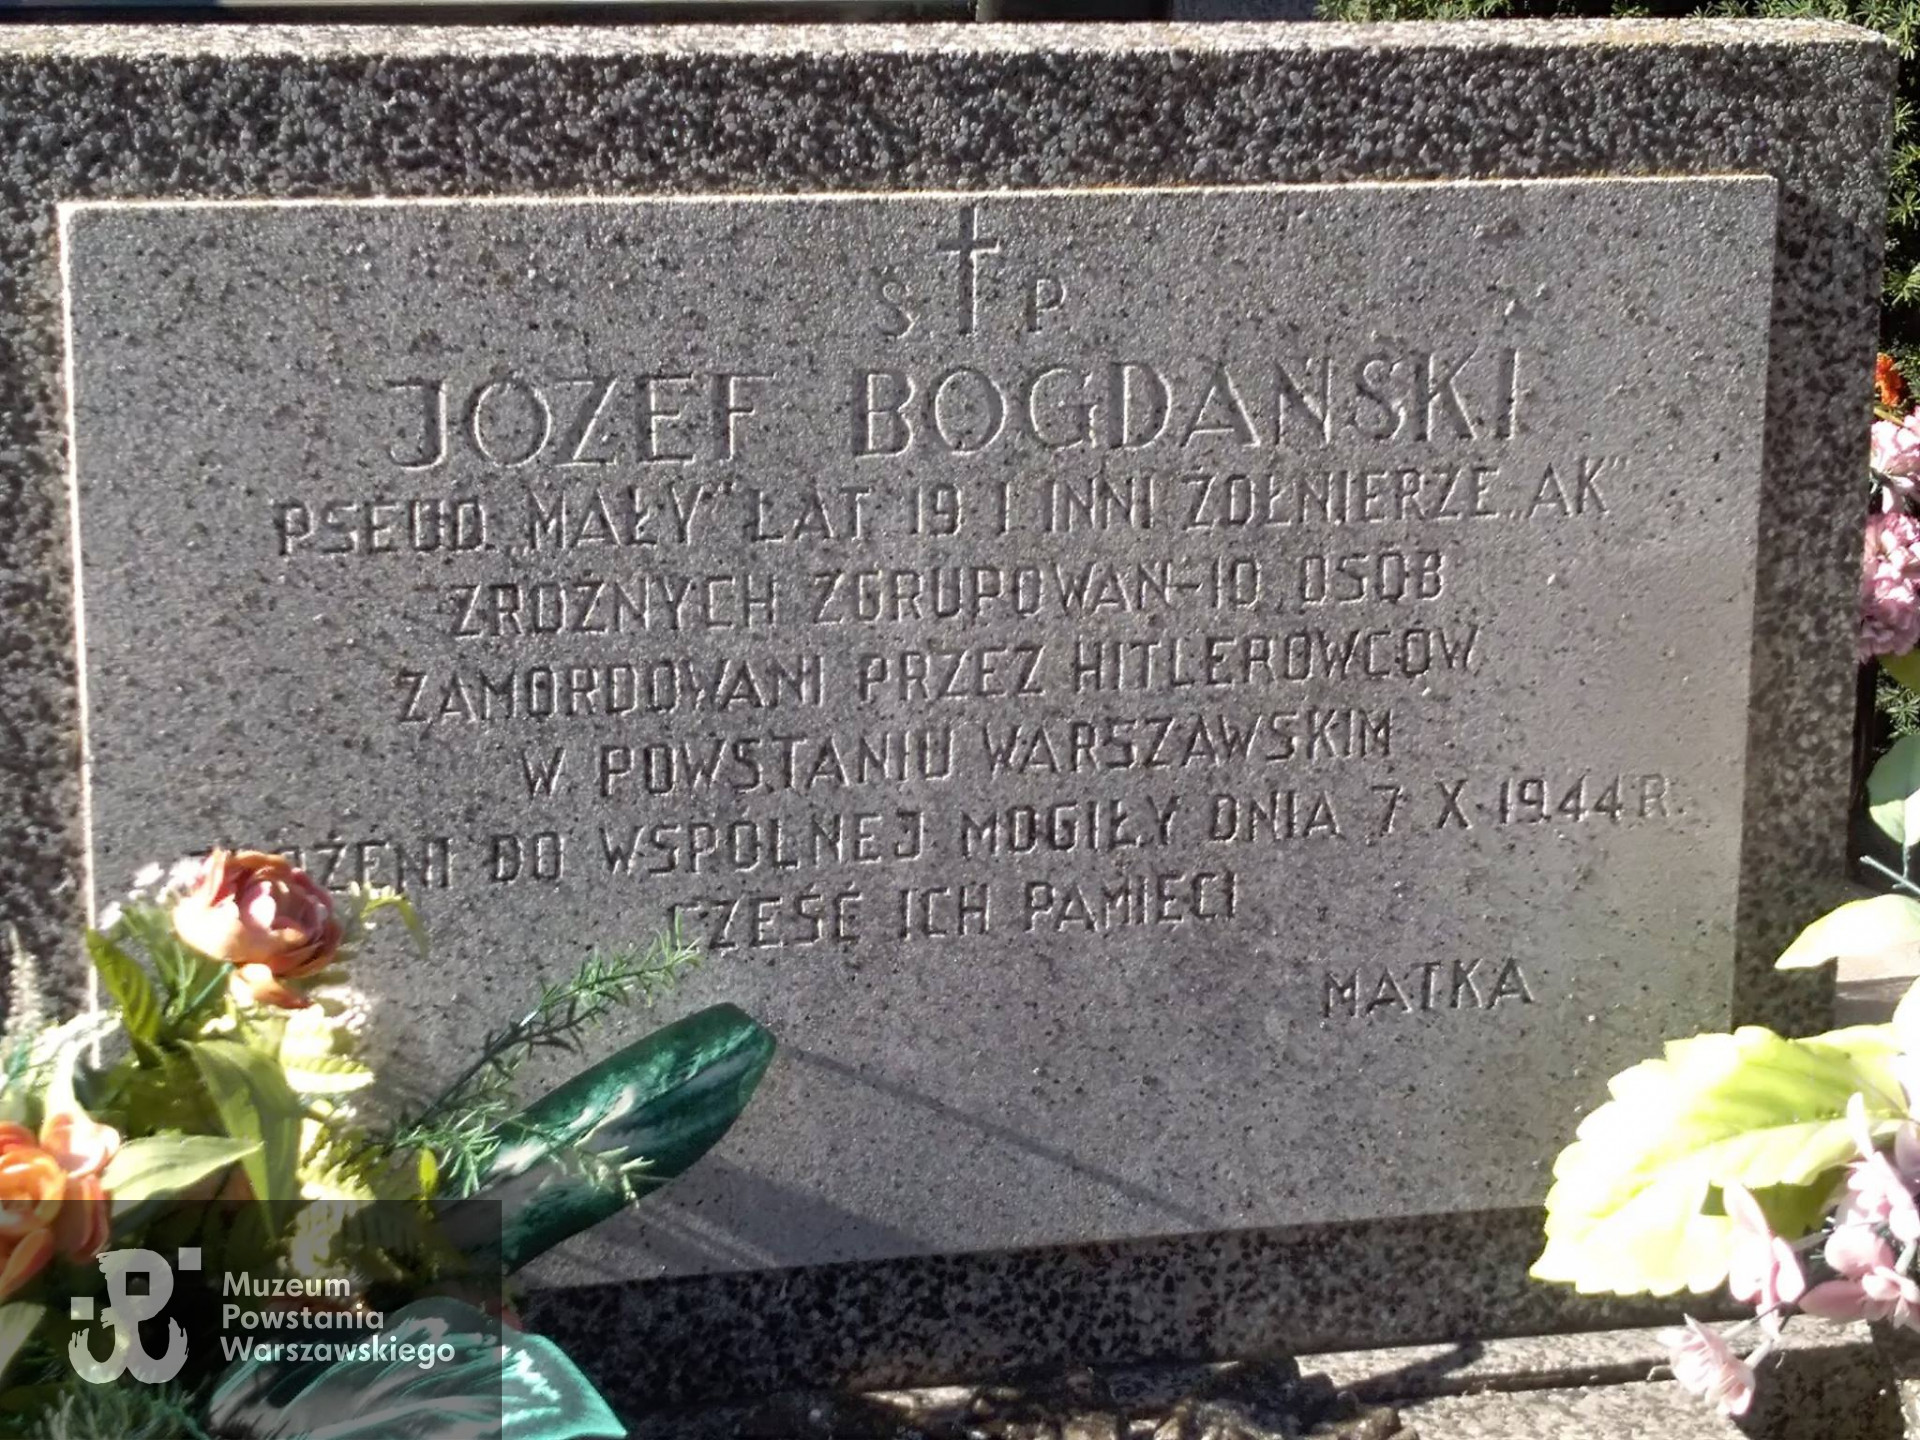 S P
JÓZEF BOGDAŃSKI
PSEUD. „MAŁY" LAT 19 I INNI ŻOŁNIERZE „AK"
Z RÓŻNYCH ZGRUPOWAŃ-10 OSÓB
ZAMORDOWANI PRZEZ HITLEROWCÓW
W POWSTANIU WARSZAWSKIM
DO WSPÓLNEJ MOGIŁY DNIA 7 X 1944 R.
CZEŚĆ ICH PAMIĘCI
MATKA
Muzeum
Powstania
Warszawskiego